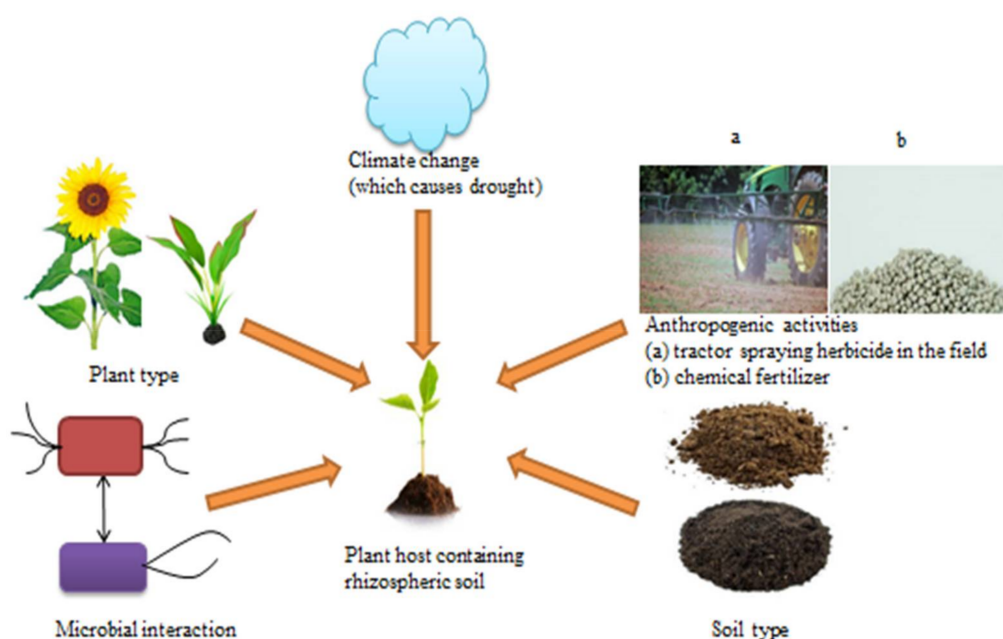 Climate change
(which causes drought)
a
b
Plant type
Anthropogenic activities
(a) tractor spraying herbicide in the field
(b) chemical fertilizer
Microbial interaction
Plant host containing
rhizospheric soil
Soil type